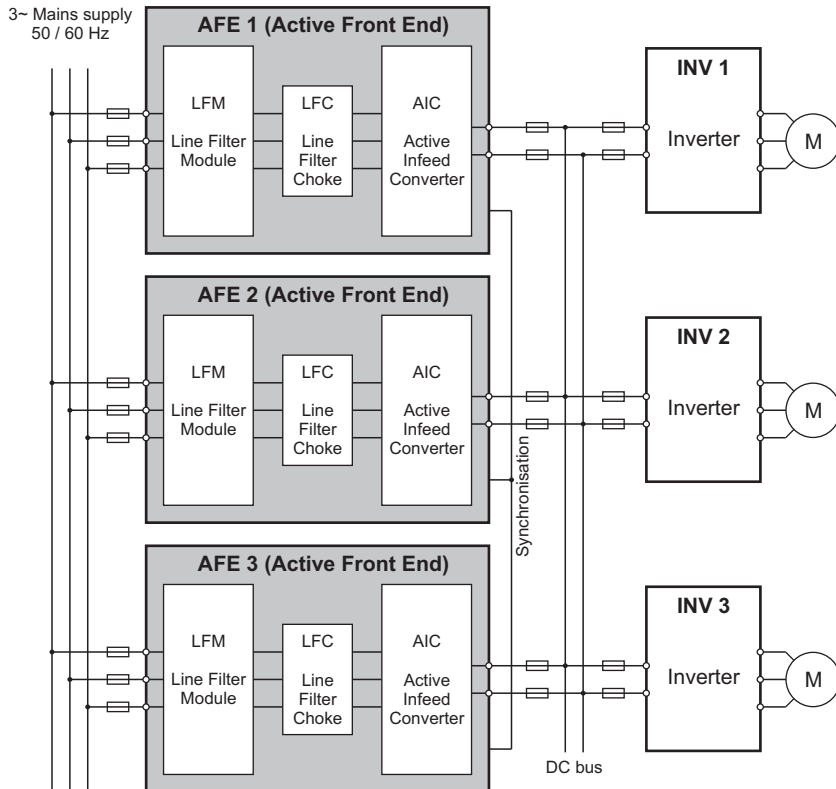 3~ Mains supply
50 / 60 Hz
AFE 1 (Active Front End)
LFM
Line Filter
Module
LFC
Line
Filter
Choke
AIC
Active
Infeed
Converter
INV 1
Inverter
M
AFE 2 (Active Front End)
LFM
Line Filter
Module
LFC
Line
Filter
Choke
AIC
Active
Infeed
Converter
Synchronisation
INV 2
Inverter
M
AFE 3 (Active Front End)
LFM
Line Filter
Module
LFC
Line
Filter
Choke
AIC
Active
Infeed
Converter
DC bus
INV 3
Inverter
M